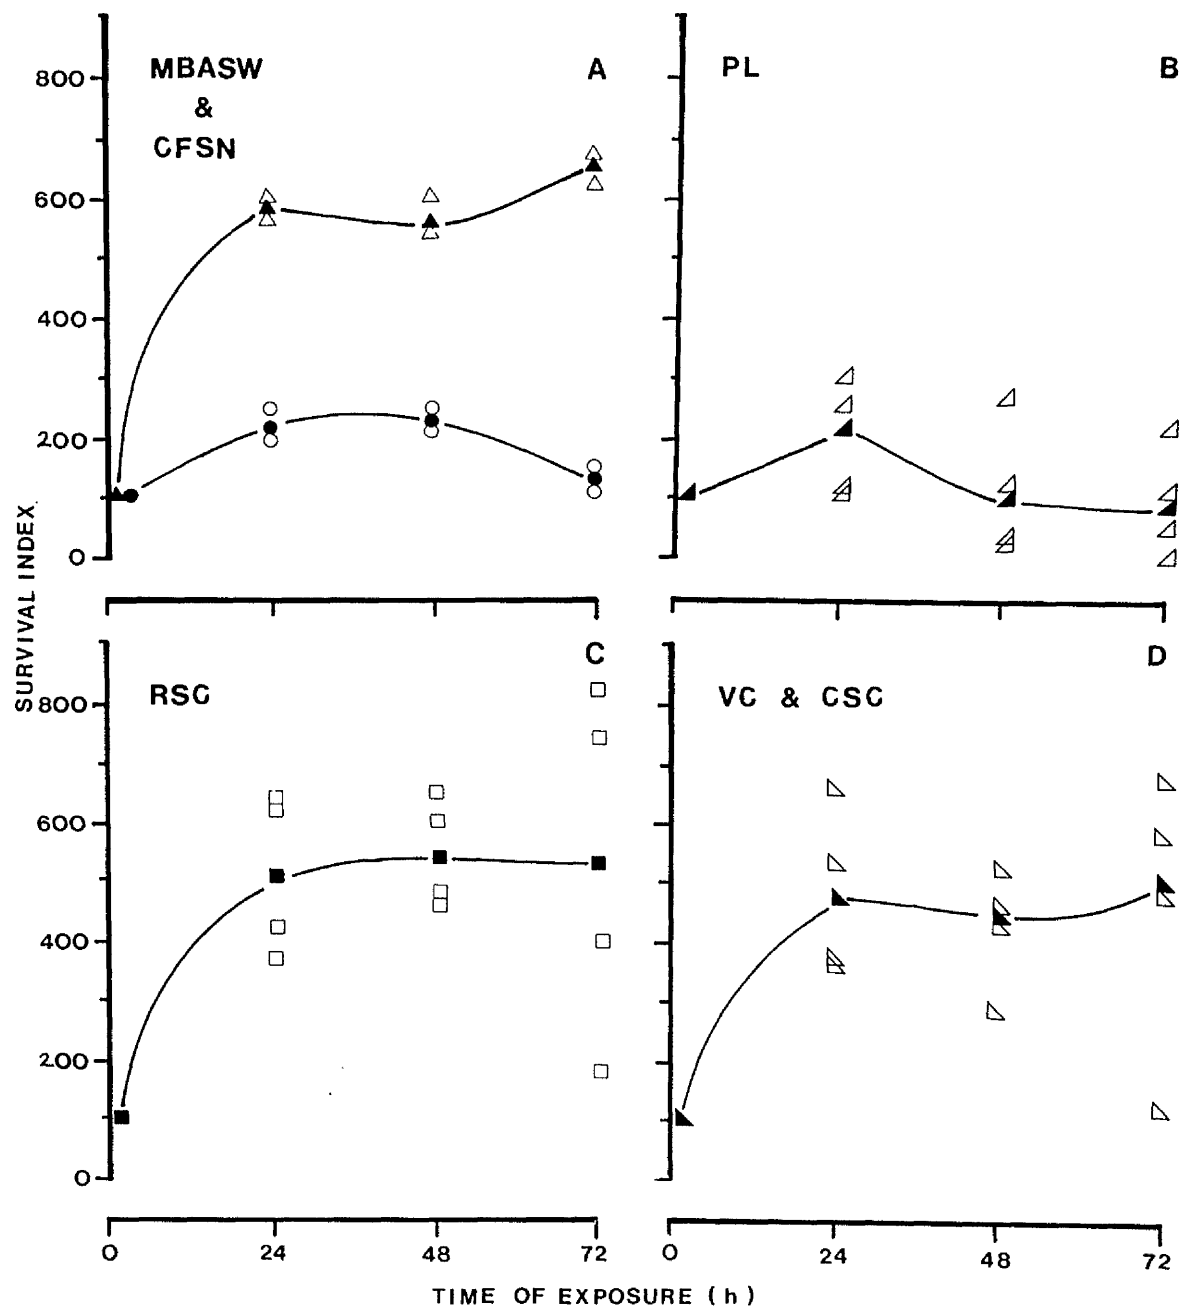 MBASW
&
CFSN
A
PL
B
800
600
400
200
0
SURVIVAL INDEX
RSC
C
VC & CSC
D
800
600
400
200
0
0 24 48 72
0 24 48 72
TIME OF EXPOSURE (h)